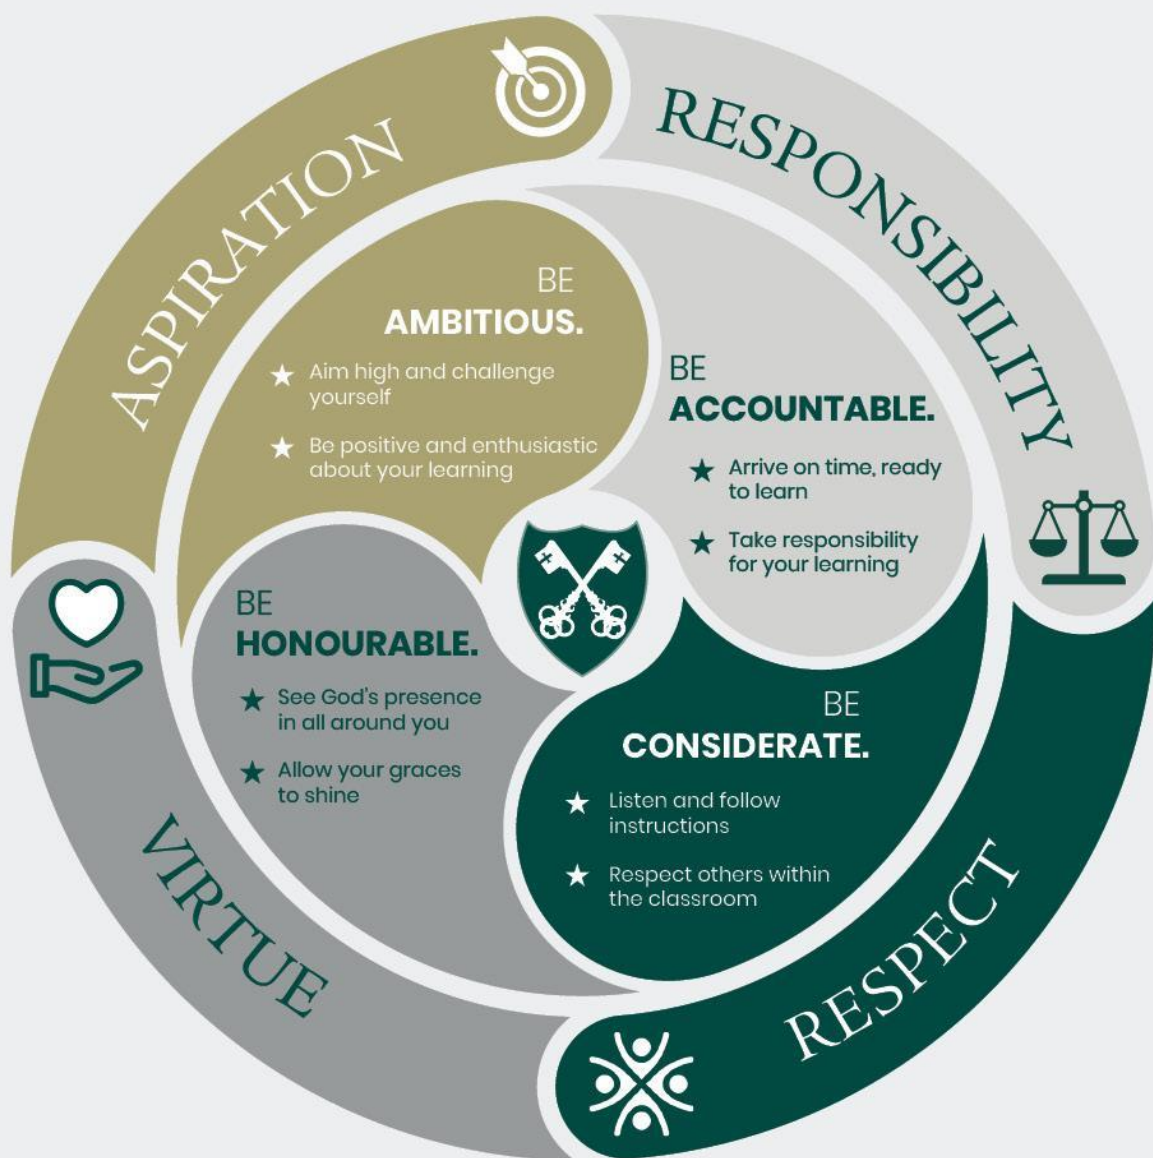 ASPIRATION
RESPONSIBILITY
BE
AMBITIOUS.
★ Aim high and challenge
yourself
★ Be positive and enthusiastic
about your learning
BE
ACCOUNTABLE.
★ Arrive on time, ready
to learn
★ Take responsibility
for your learning
BE
HONOURABLE.
★ See God's presence
in all around you
★ Allow your graces
to shine
BE
CONSIDERATE.
★ Listen and follow
instructions
★ Respect others within
the classroom
VIRTUE
RESPECT